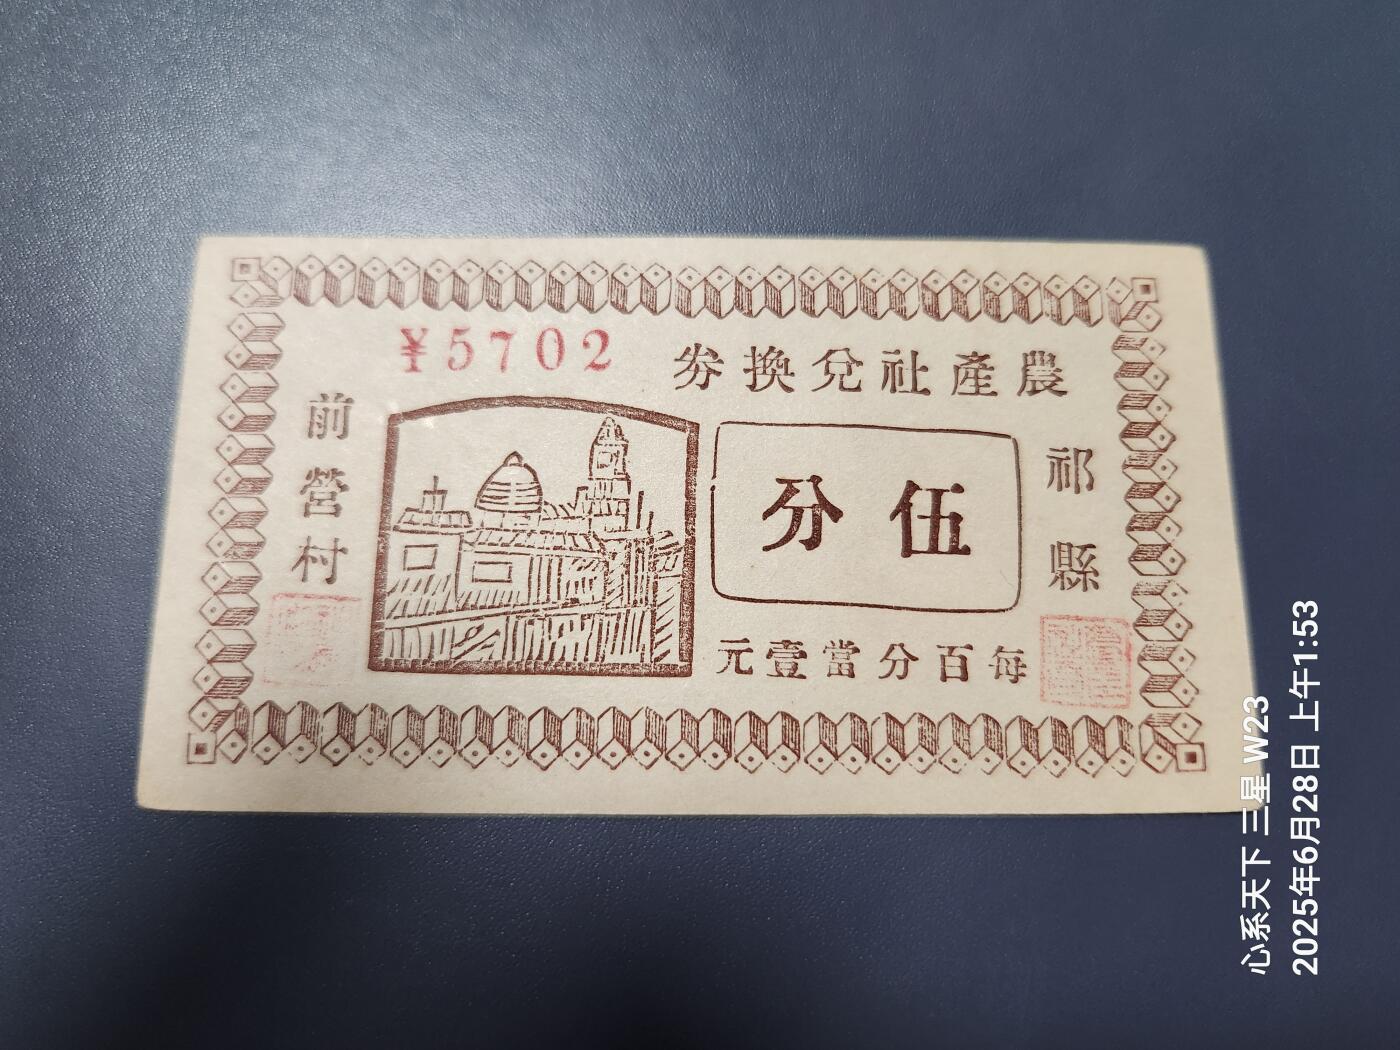 ¥5702
券換兌社產農
祁縣
分伍
前營村
元壹當分百每
心系天下 三星 W23
2025年6月28日 上午1:53